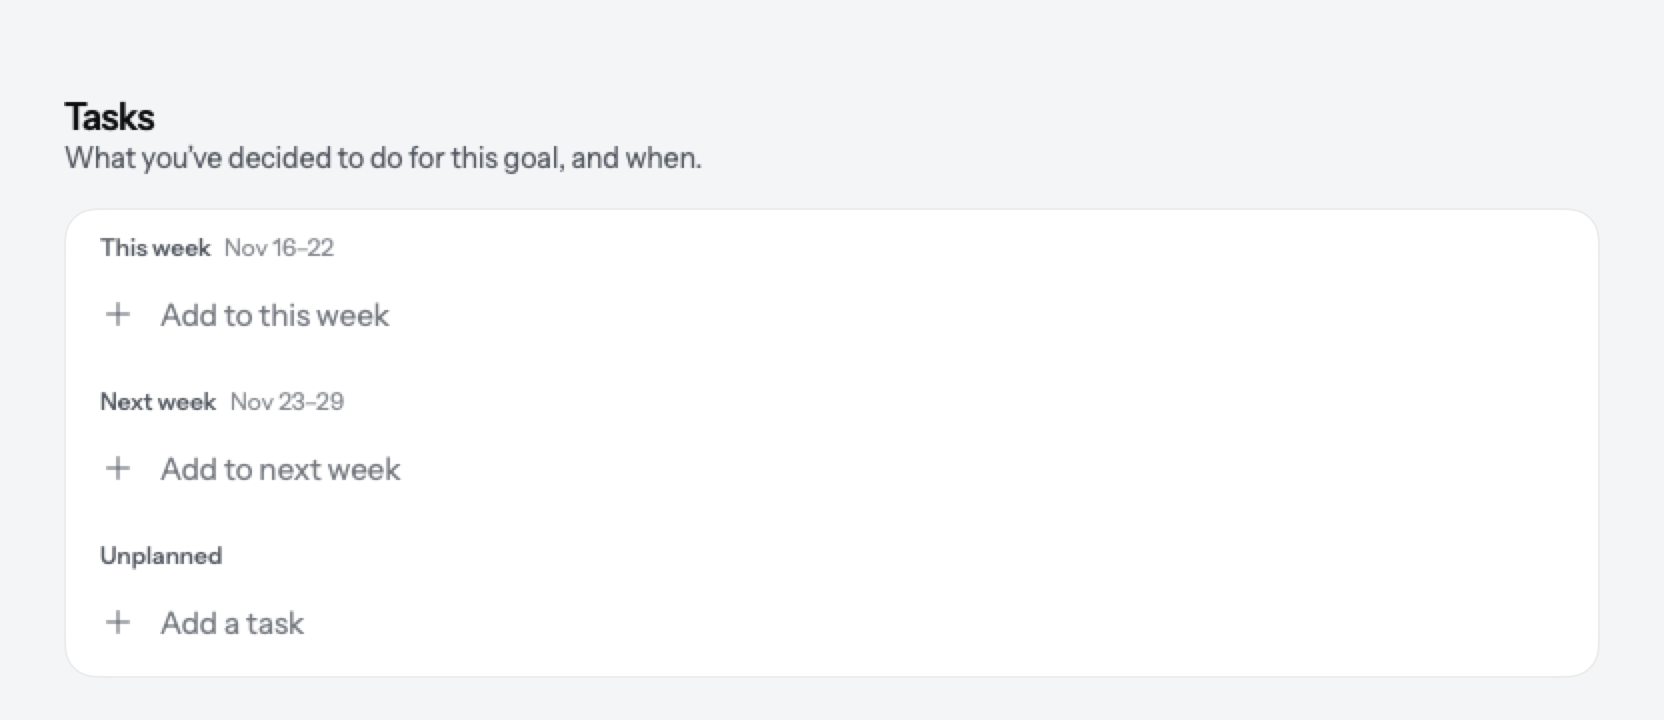 Tasks
What you've decided to do for this goal, and when.
This week Nov 16–22
+ Add to this week
Next week Nov 23–29
+ Add to next week
Unplanned
+ Add a task